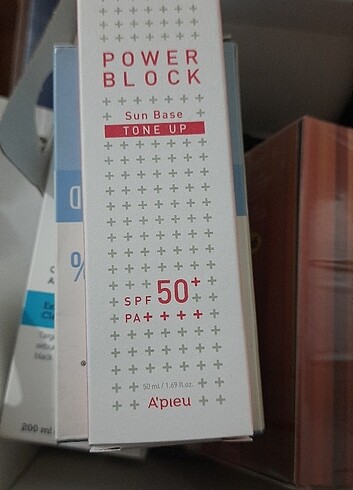 POWER
BLOCK
Sun Base
TONE UP
SPF 50+
PA++++
50 ml / 1.69 fl.oz.
A'pieu
%
200 ml